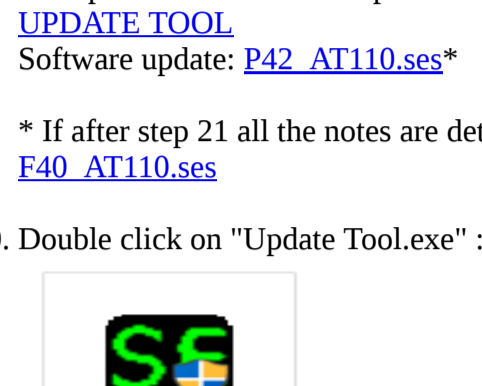 UPDATE TOOL
Software update: P42_AT110.ses*
* If after step 21 all the notes are det
F40_AT110.ses
. Double click on "Update Tool.exe" :
SE